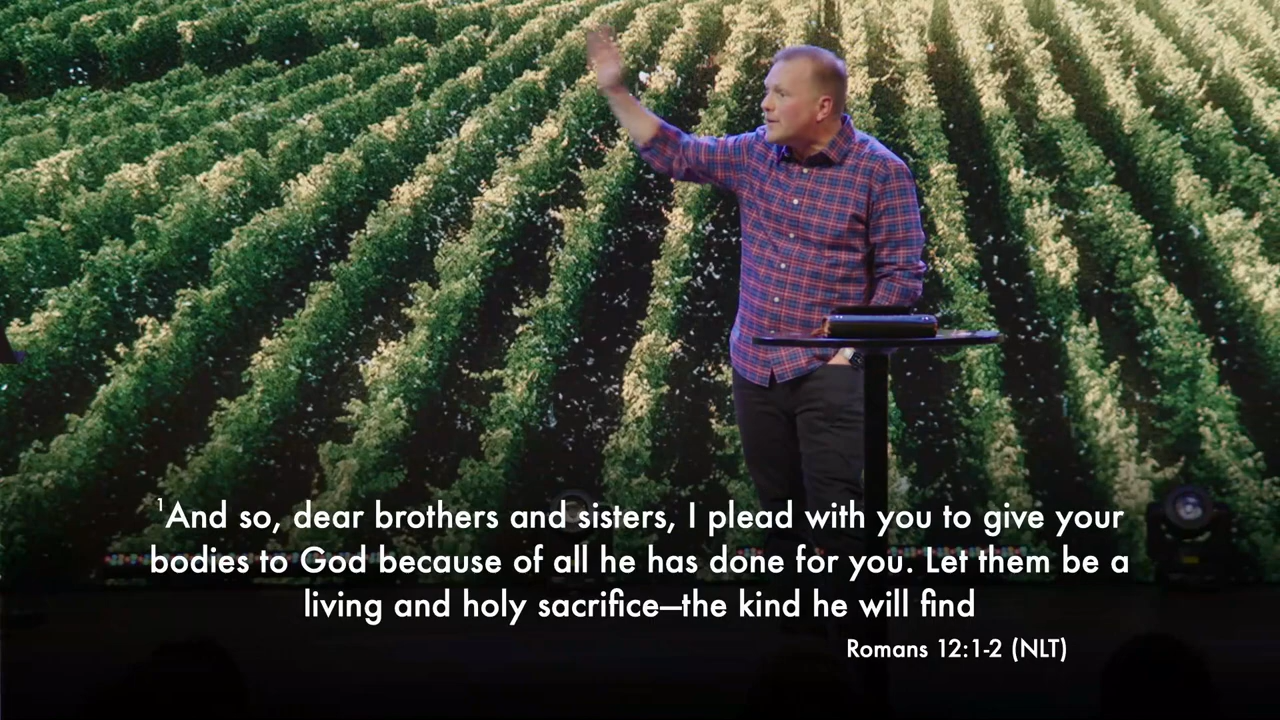 ¹And so, dear brothers and sisters, I plead with you to give your
bodies to God because of all he has done for you. Let them be a
living and holy sacrifice—the kind he will find
Romans 12:1-2 (NLT)